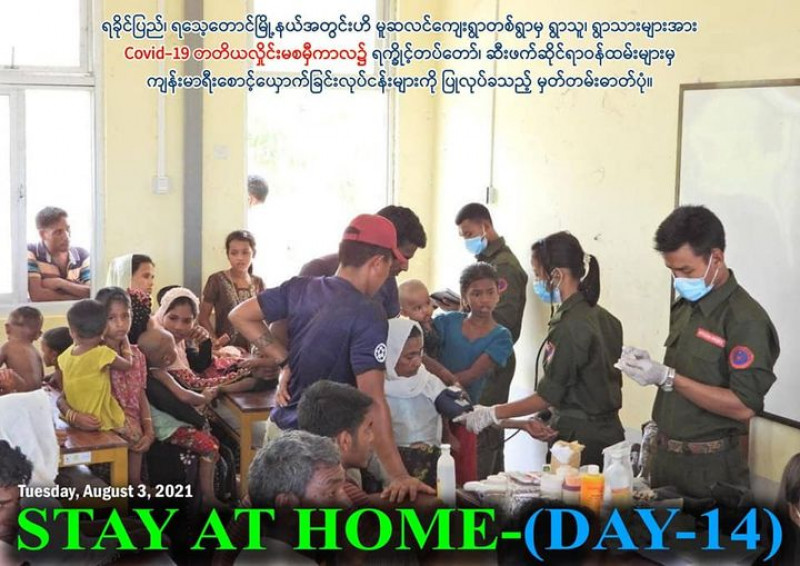 ရခိုင်ပြည်၊ ရသေ့တောင်မြို့နယ်အတွင်းဟိ မူဆလင်ကျေးရွာတစ်ရွာမှ ရွာသူ၊ ရွာသားများအား
Covid-19 တတိယလှိုင်းမစမှီကာလ၌ ရက္ခိုင့်တပ်တော်၊ ဆီးဖက်ဆိုင်ရာဝန်ထမ်းများမှ
ကျန်းမာရီးစောင့်ယှောက်ခြင်းလုပ်ငန်းများကို ပြုလုပ်ခသည့် မှတ်တမ်းဓာတ်ပုံ။
Tuesday, August 3, 2021
STAY AT HOME-(DAY-14)